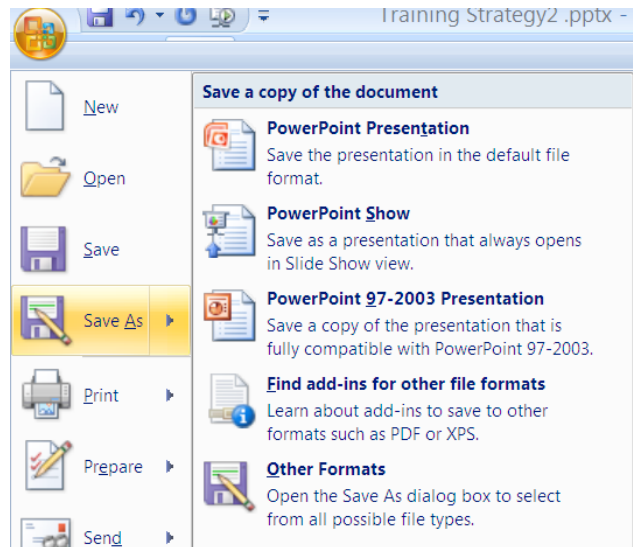 Training Strategy2 .pptx -
New
Open
Save
Save As
Print
Prepare
Send
Save a copy of the document
PowerPoint Presentation
Save the presentation in the default file
format.
PowerPoint Show
Save as a presentation that always opens
in Slide Show view.
PowerPoint 97-2003 Presentation
Save a copy of the presentation that is
fully compatible with PowerPoint 97-2003.
Find add-ins for other file formats
Learn about add-ins to save to other
formats such as PDF or XPS.
Other Formats
Open the Save As dialog box to select
from all possible file types.